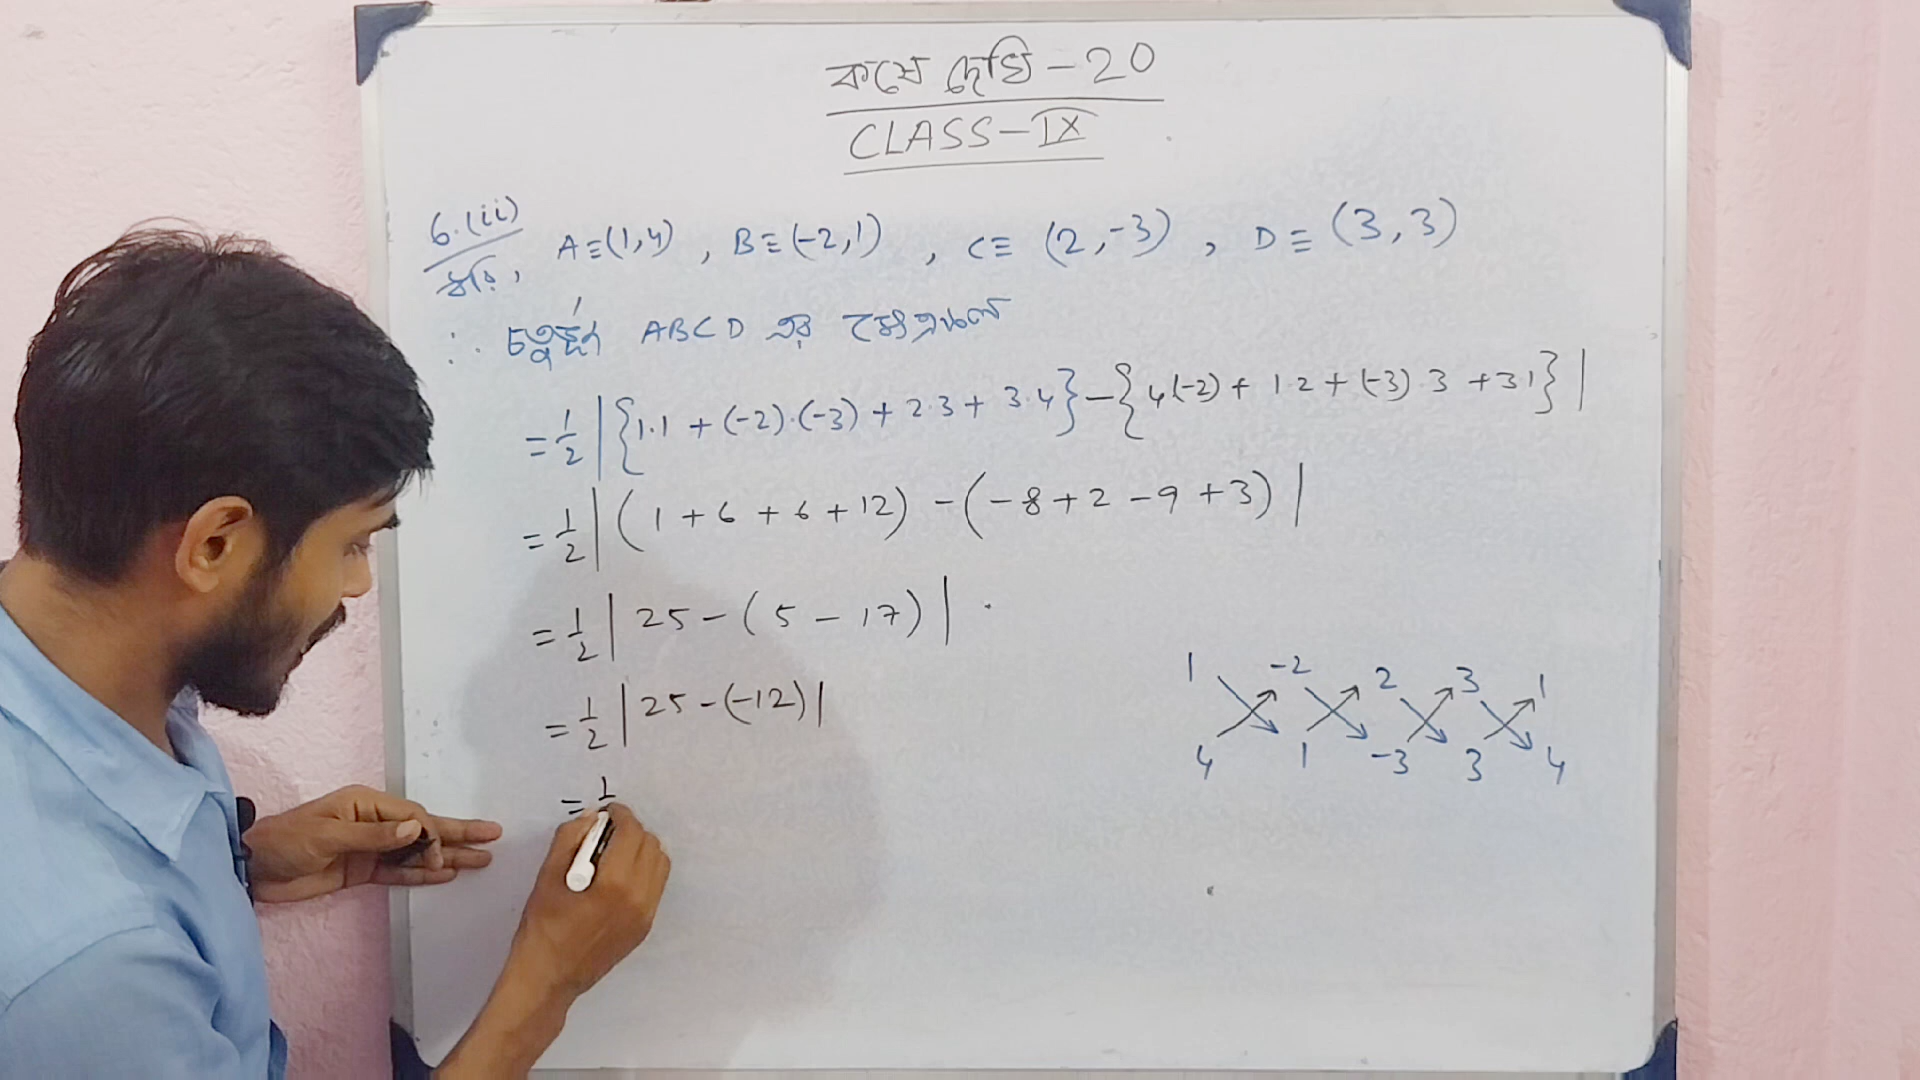 কষে দেখি - 20
CLASS - IX
6.(ii)
ধরি, A≡(1,4) , B≡(-2,1) , C≡ (2,-3) , D≡ (3,3)
∴ চতুর্ভুজ ABCD এর ক্ষেত্রফল
= 1/2 |{1.1 + (-2).(-3) + 2.3 + 3.4} - {4(-2) + 1.2 + (-3).3 + 3.1}|
= 1/2 |(1 + 6 + 6 + 12) - (-8 + 2 - 9 + 3)|
= 1/2 | 25 - (5 - 17)|
= 1/2 | 25 - (-12)|
= 1
1 -2 2 3 1
4 1 -3 3 4